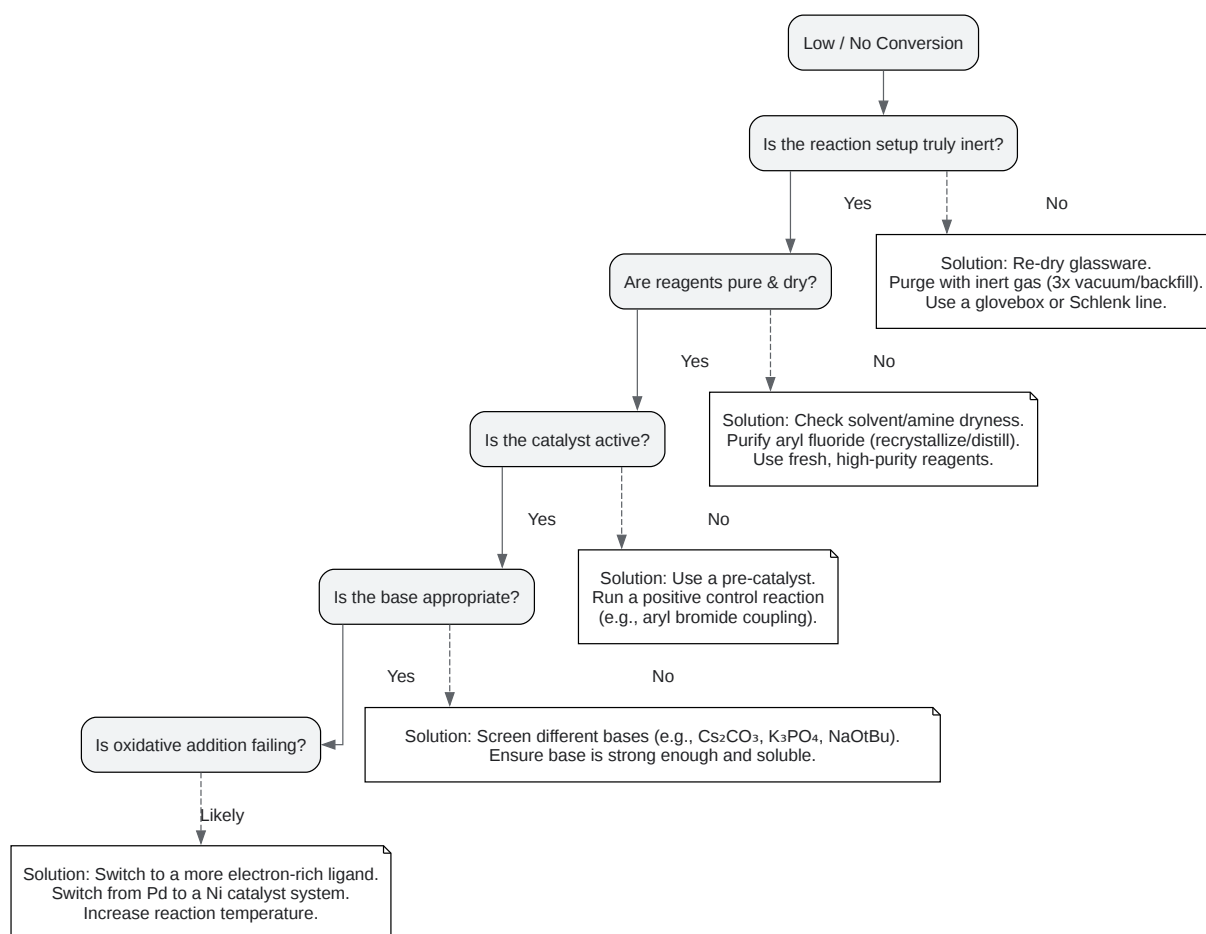 Low / No Conversion
Is the reaction setup truly inert?
Yes
No
Solution: Re-dry glassware.
Purge with inert gas (3x vacuum/backfill).
Use a glovebox or Schlenk line.
Are reagents pure & dry?
Yes
No
Solution: Check solvent/amine dryness.
Purify aryl fluoride (recrystallize/distill).
Use fresh, high-purity reagents.
Is the catalyst active?
Yes
No
Solution: Use a pre-catalyst.
Run a positive control reaction
(e.g., aryl bromide coupling).
Is the base appropriate?
Yes
No
Solution: Screen different bases (e.g., Cs₂CO₃, K₃PO₄, NaOtBu).
Ensure base is strong enough and soluble.
Is oxidative addition failing?
Likely
Solution: Switch to a more electron-rich ligand.
Switch from Pd to a Ni catalyst system.
Increase reaction temperature.